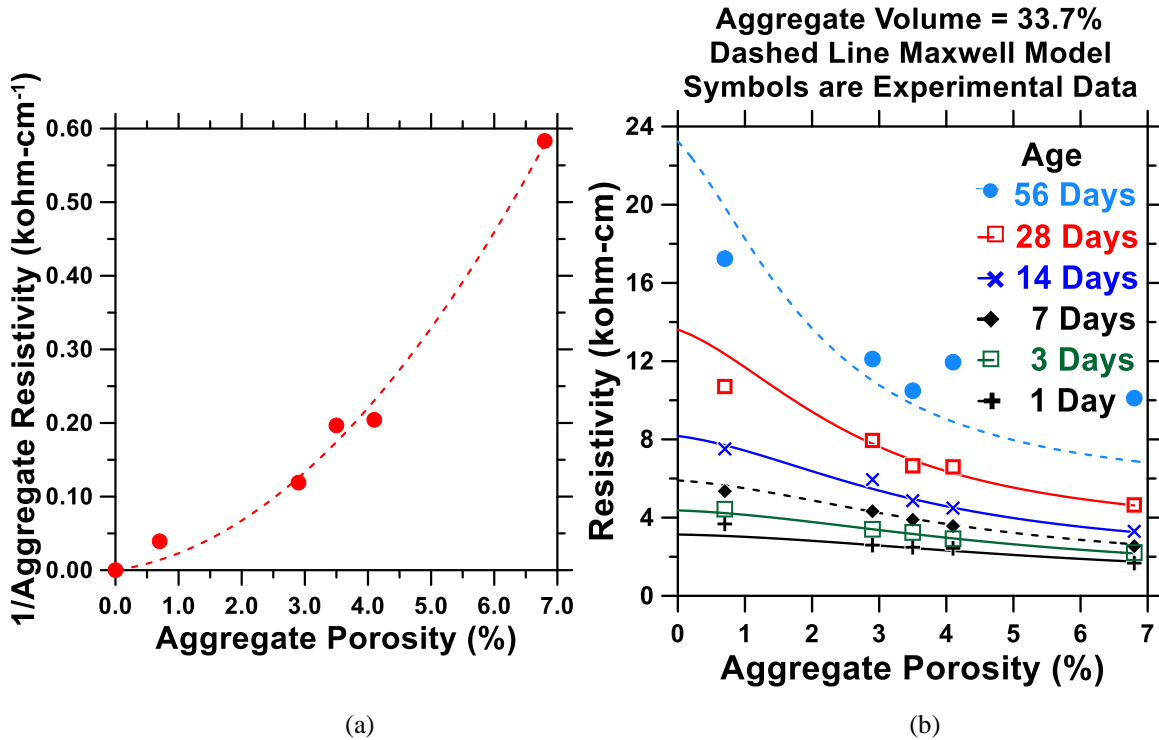 1/Aggregate Resistivity (kohm-cm⁻¹)
0.60
0.50
0.40
0.30
0.20
0.10
0.00
0.0 1.0 2.0 3.0 4.0 5.0 6.0 7.0
Aggregate Porosity (%)
(a)
Aggregate Volume = 33.7%
Dashed Line Maxwell Model
Symbols are Experimental Data
Resistivity (kohm-cm)
24
20
16
12
8
4
0
Age
56 Days
28 Days
14 Days
7 Days
3 Days
1 Day
0 1 2 3 4 5 6 7
Aggregate Porosity (%)
(b)